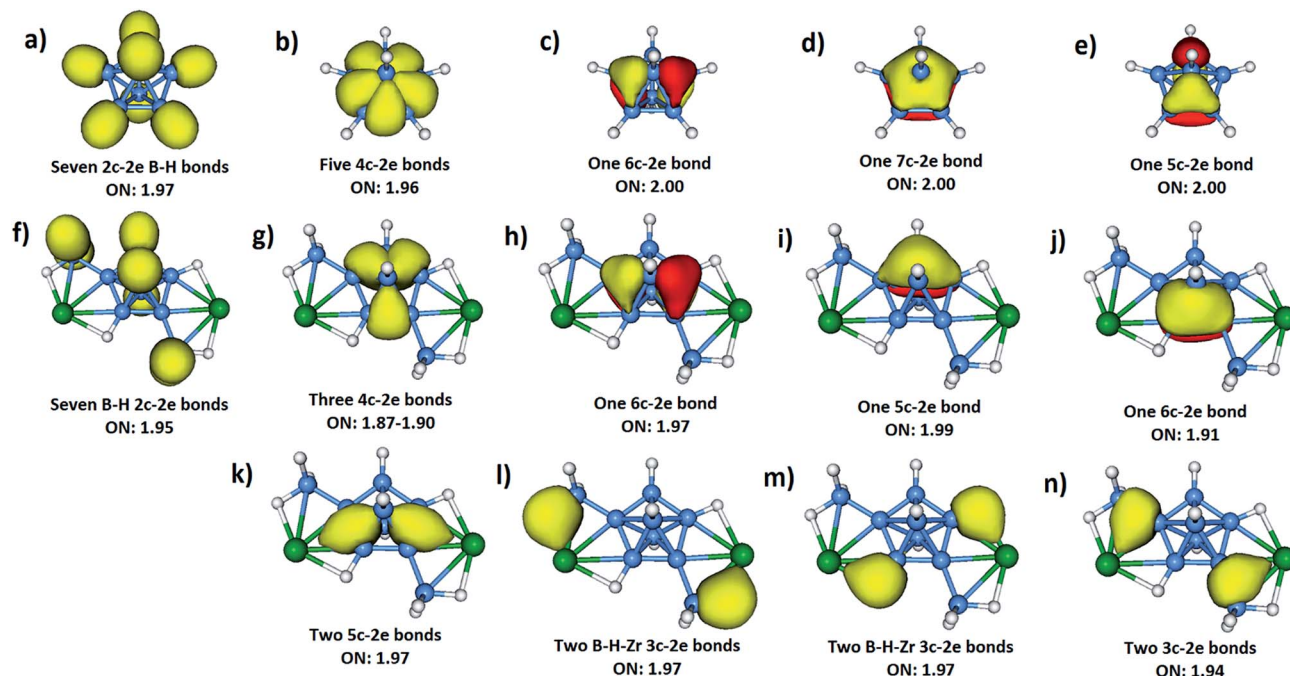 a)
b)
c)
d)
e)
Seven 2c-2e B-H bonds
ON: 1.97
Five 4c-2e bonds
ON: 1.96
One 6c-2e bond
ON: 2.00
One 7c-2e bond
ON: 2.00
One 5c-2e bond
ON: 2.00
f)
g)
h)
i)
j)
Seven B-H 2c-2e bonds
ON: 1.95
Three 4c-2e bonds
ON: 1.87-1.90
One 6c-2e bond
ON: 1.97
One 5c-2e bond
ON: 1.99
One 6c-2e bond
ON: 1.91
k)
l)
m)
n)
Two 5c-2e bonds
ON: 1.97
Two B-H-Zr 3c-2e bonds
ON: 1.97
Two B-H-Zr 3c-2e bonds
ON: 1.97
Two 3c-2e bonds
ON: 1.94